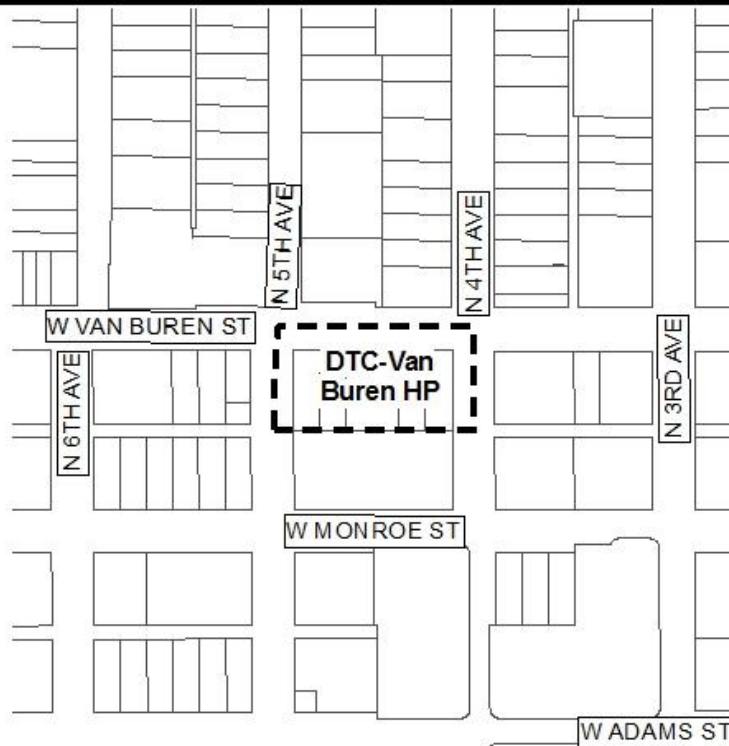 N 5TH AVE
N 4TH AVE
W VAN BUREN ST
N 6TH AVE
DTC-Van
Buren HP
N 3RD AVE
W MONROE ST
W ADAMS ST